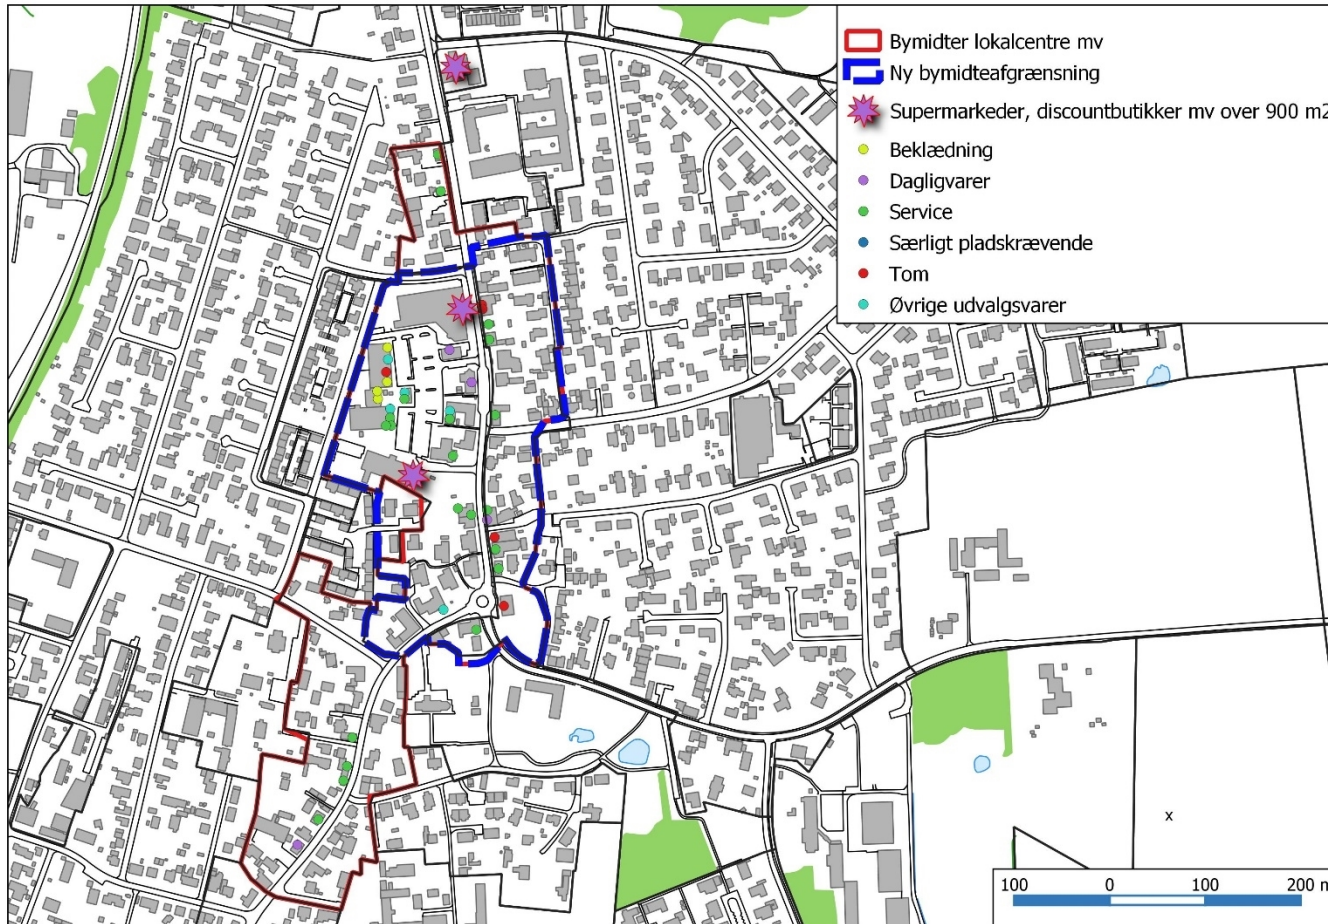 Bymidter lokalcentre mv
Ny bymidteafgrænsning
Supermarkeder, discountbutikker mv over 900 m2
Beklædning
Dagligvarer
Service
Særligt pladskrævende
Tom
Øvrige udvalgsvarer
x
100 0 100 200 m